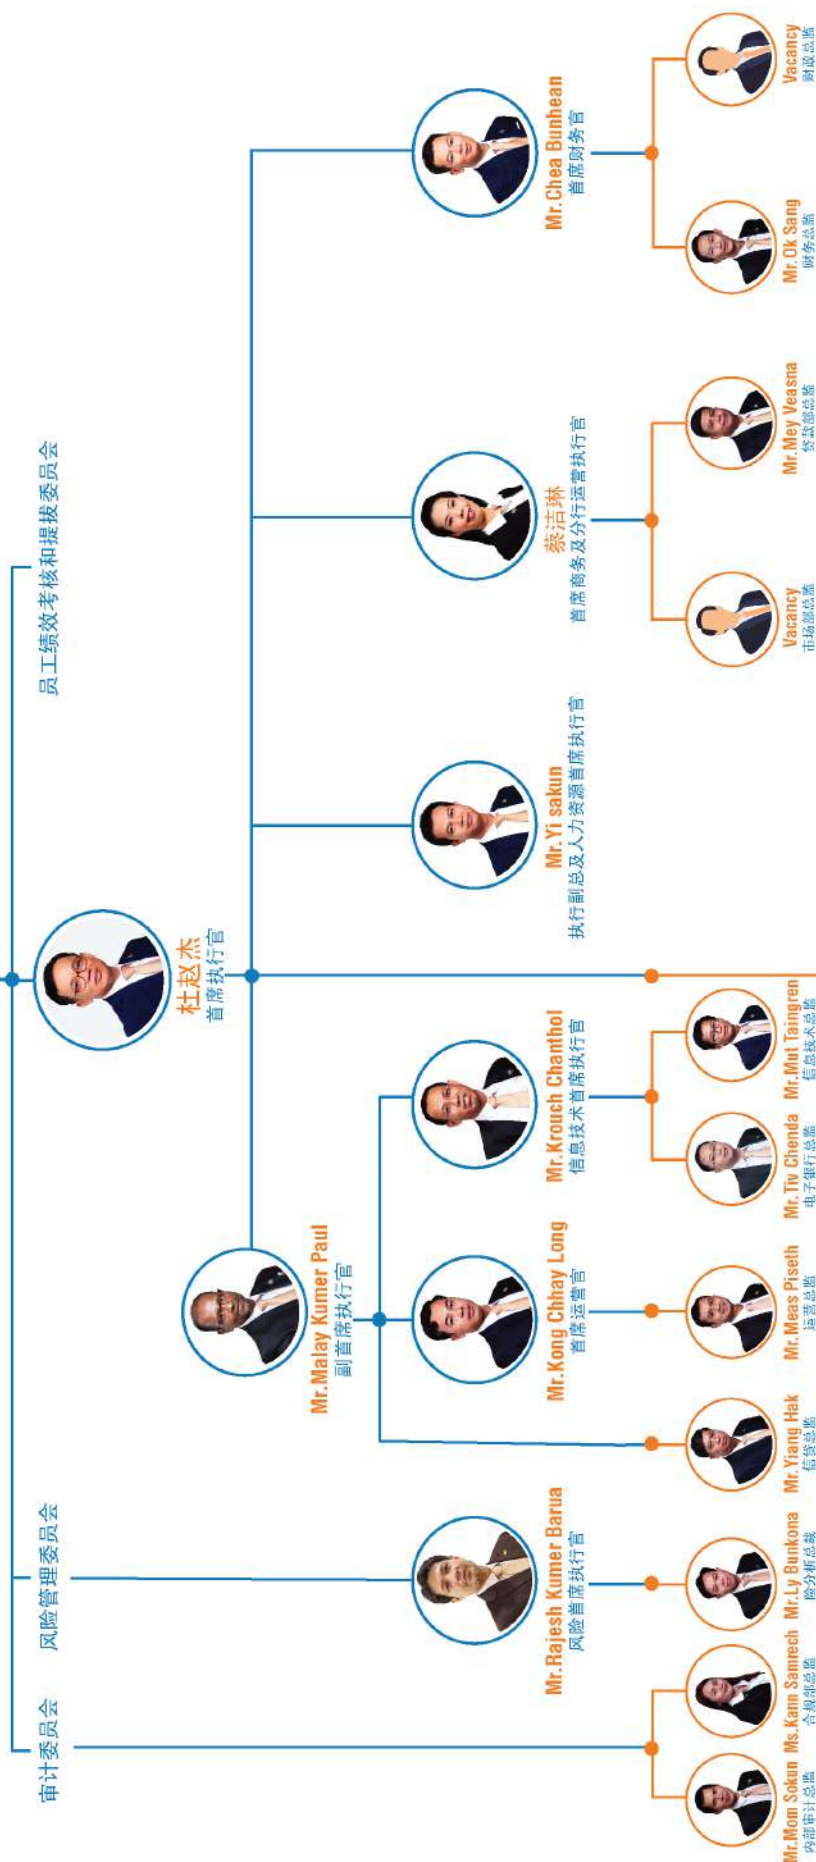 审计委员会
风险管理委员会
员工绩效考核和提拔委员会
杜赵杰
首席执行官
Mr.Malay Kumer Paul
副首席执行官
Mr.Rajesh Kumer Barua
风险首席执行官
Mr.Kong Chhay Long
首席运营官
Mr.Krouch Chanthol
信息技术首席执行官
Mr.Yi sakun
执行副总及人力资源首席执行官
蔡洁琳
首席商务及分行运营执行官
Mr.Chea Bunhean
首席财务官
Mr.Mom Sokun
内部审计总监
Ms.Kann Samrech
合规部总监
Mr.Ly Bunkona
险分析总裁
Mr.Yiang Hak
信贷总监
Mr.Meas Piseth
运营总监
Mr.Tiv Chenda
电子银行总监
Mr.Mut Taingren
信息技术总监
Vacancy
市场部总监
Mr.Mey Veasna
贷款部总监
Mr.Ok Sang
财务总监
Vacancy
财政总监